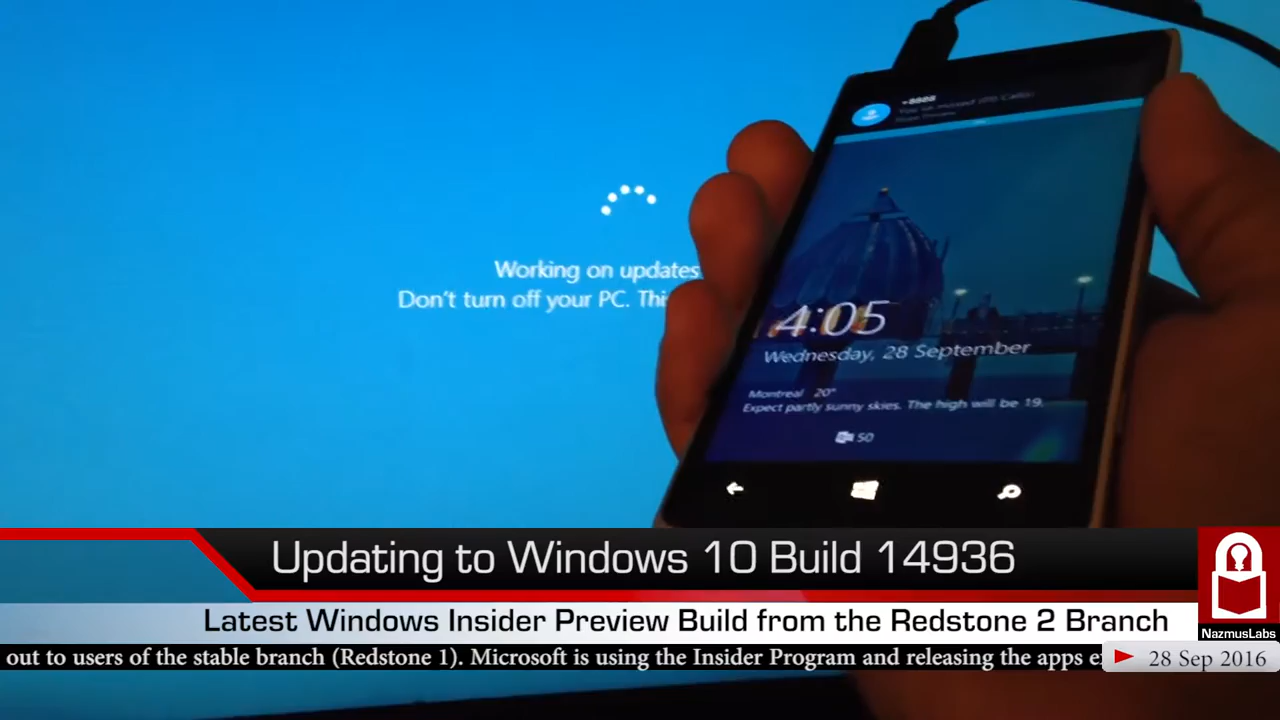 +8888
Working on updates
Don't turn off your PC. Thi
4:05
Wednesday, 28 September
Montreal 20°
Expect partly sunny skies. The high will be 19.
50
Updating to Windows 10 Build 14936
Latest Windows Insider Preview Build from the Redstone 2 Branch
NazmusLabs
out to users of the stable branch (Redstone 1). Microsoft is using the Insider Program and releasing the apps e
28 Sep 2016